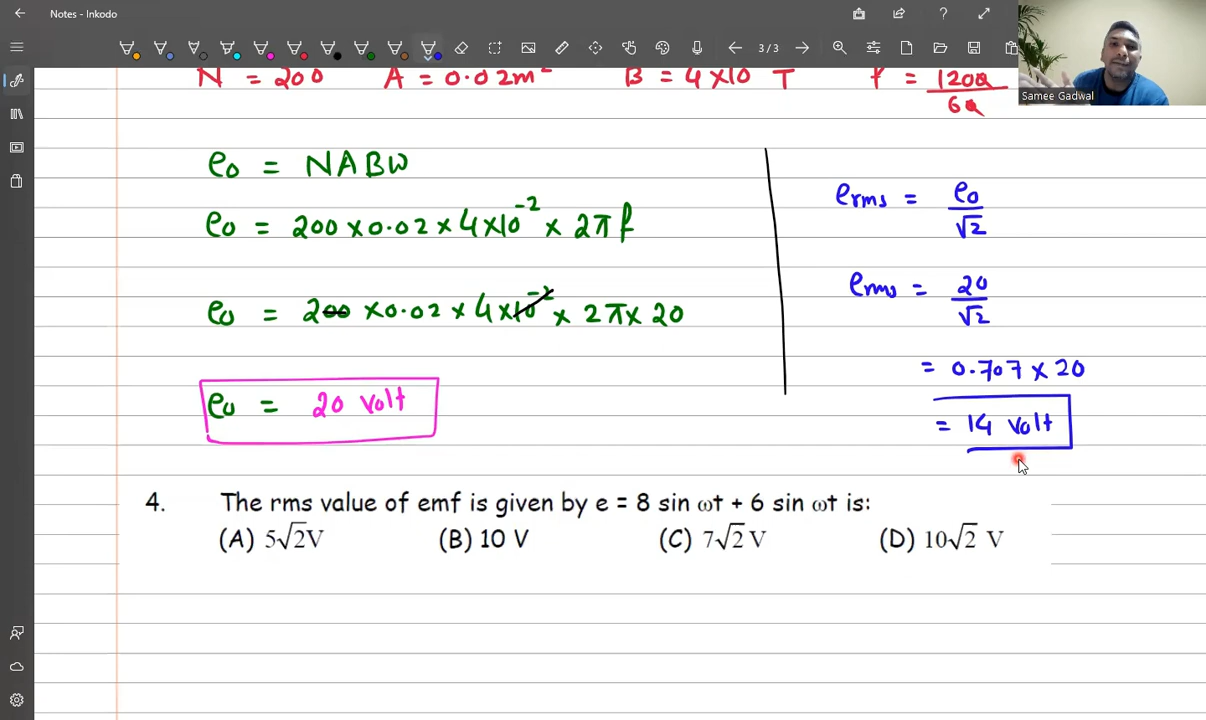 Notes - Inkodo
3 / 3
Samee Gadwal
N = 200 A = 0.02m² B = 4 x10 T f = 1200/60
e₀ = NABω
e₀ = 200 x 0.02 x 4 x 10⁻² x 2πf
e₀ = 200 x 0.02 x 4 x 10⁻² x 2π x 20
e₀ = 20 volt
erms = e₀/√2
erms = 20/√2
= 0.707 x 20
= 14 volt
4. The rms value of emf is given by e = 8 sin ωt + 6 sin ωt is:
(A) 5√2V (B) 10 V (C) 7√2 V (D) 10√2 V